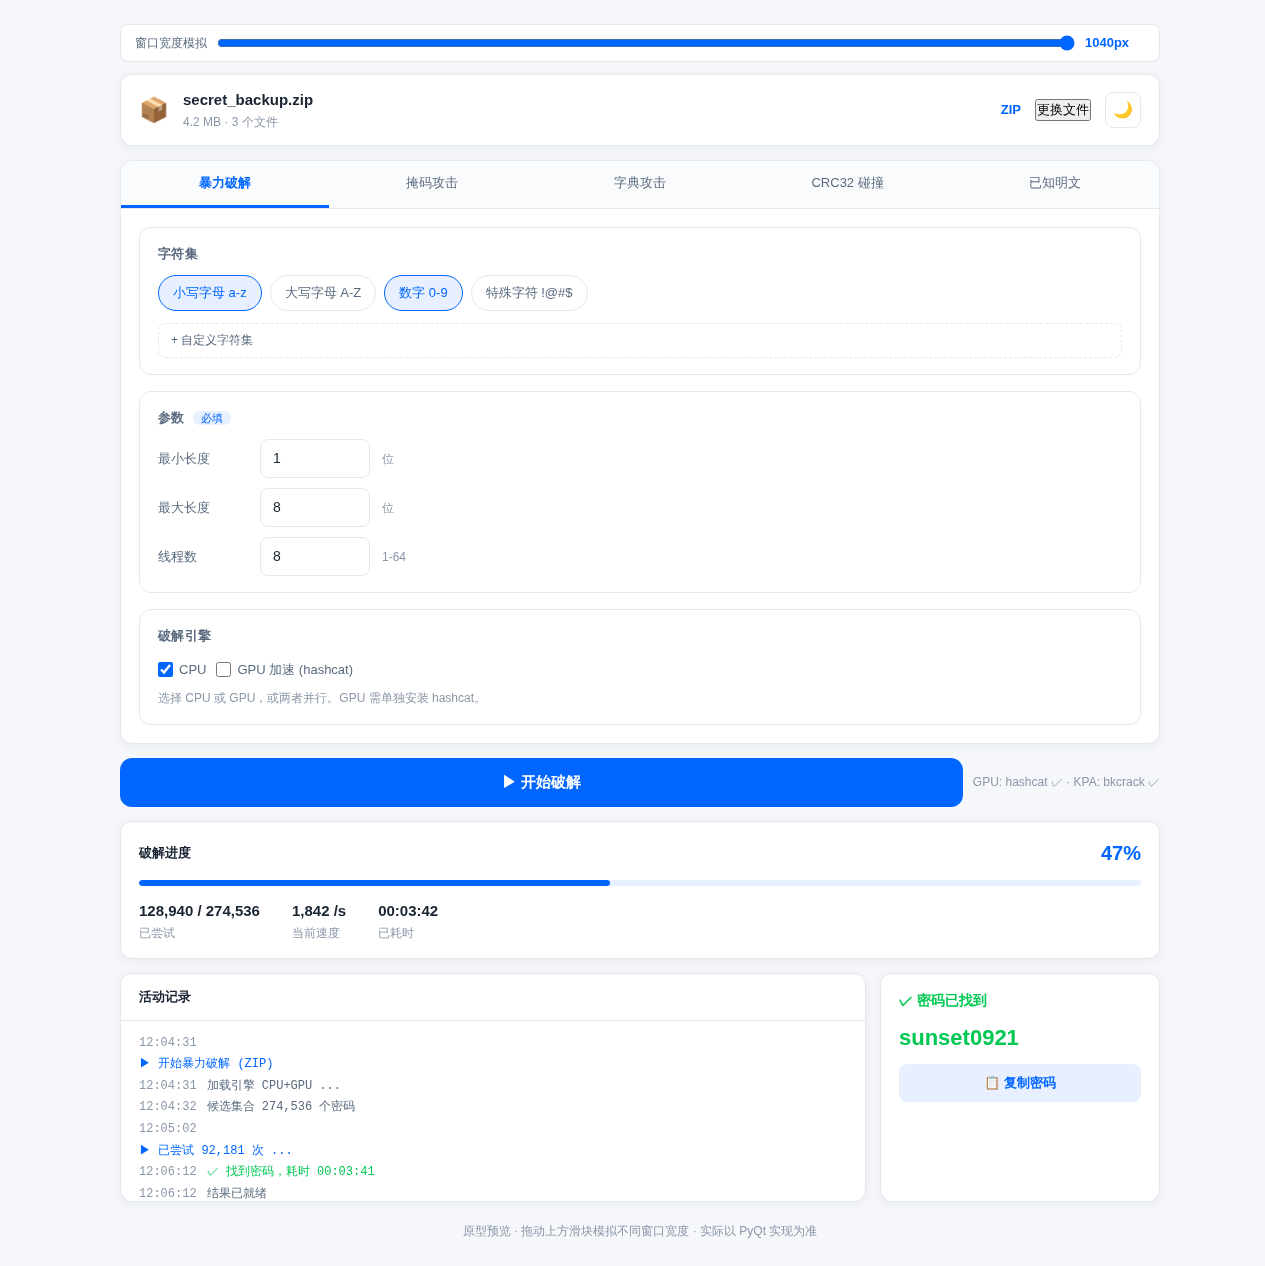 窗口宽度模拟 1040px
secret_backup.zip
4.2 MB · 3 个文件
ZIP 更换文件
暴力破解 掩码攻击 字典攻击 CRC32 碰撞 已知明文
字符集
小写字母 a-z 大写字母 A-Z 数字 0-9 特殊字符 !@#$
+ 自定义字符集
参数 必填
最小长度 1 位
最大长度 8 位
线程数 8 1-64
破解引擎
CPU GPU 加速 (hashcat)
选择 CPU 或 GPU，或两者并行。GPU 需单独安装 hashcat。
▶ 开始破解 GPU: hashcat ✓ · KPA: bkcrack ✓
破解进度 47%
128,940 / 274,536 1,842 /s 00:03:42
已尝试 当前速度 已耗时
活动记录
12:04:31
▶ 开始暴力破解 (ZIP)
12:04:31 加载引擎 CPU+GPU ...
12:04:32 候选集合 274,536 个密码
12:05:02
▶ 已尝试 92,181 次 ...
12:06:12 ✓ 找到密码，耗时 00:03:41
12:06:12 结果已就绪
✓ 密码已找到
sunset0921
📋 复制密码
原型预览 · 拖动上方滑块模拟不同窗口宽度 · 实际以 PyQt 实现为准